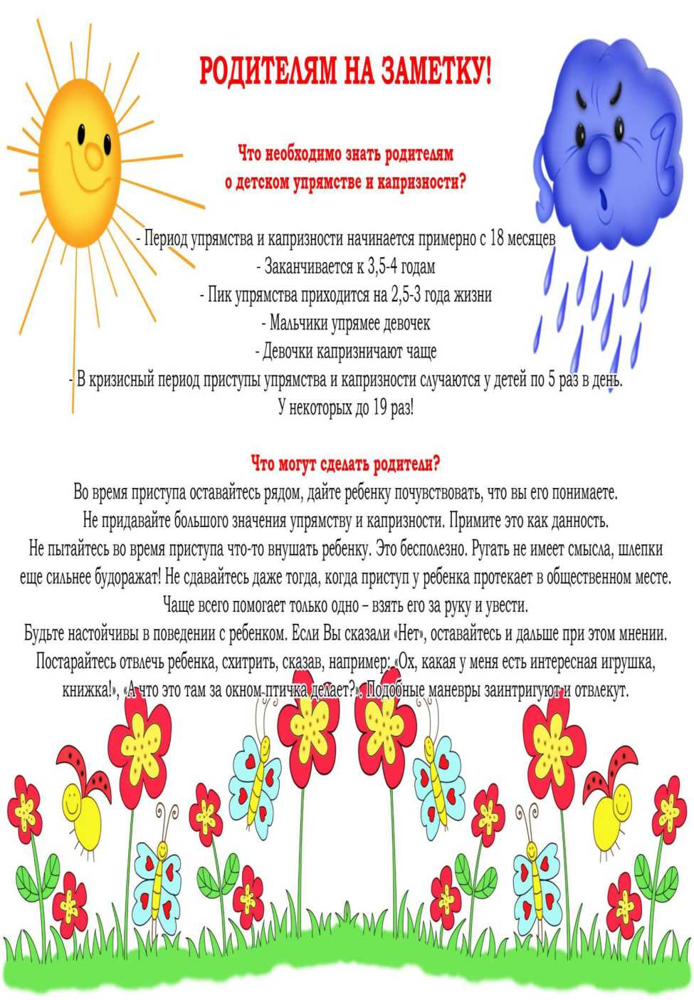 РОДИТЕЛЯМ НА ЗАМЕТКУ!
Что необходимо знать родителям
о детском упрямстве и капризности?
- Период упрямства и капризности начинается примерно с 18 месяцев
- Заканчивается к 3,5-4 годам
- Пик упрямства приходится на 2,5-3 года жизни
- Мальчики упрямее девочек
- Девочки капризничают чаще
- В кризисный период приступы упрямства и капризности случаются у детей по 5 раз в день.
У некоторых до 19 раз!
Что могут сделать родители?
Во время приступа оставайтесь рядом, дайте ребенку почувствовать, что вы его понимаете.
Не придавайте большого значения упрямству и капризности. Примите это как данность.
Не пытайтесь во время приступа что-то внушать ребенку. Это бесполезно. Ругать не имеет смысла, шлепки
еще сильнее будоражат! Не сдавайтесь даже тогда, когда приступ у ребенка протекает в общественном месте.
Чаще всего помогает только одно – взять его за руку и увести.
Будьте настойчивы в поведении с ребенком. Если Вы сказали «Нет», оставайтесь и дальше при этом мнении.
Постарайтесь отвлечь ребенка, схитрить, сказав, например: «Ох, какая у меня есть интересная игрушка,
книжка!», «А что это там за окном птичка делает?». Подобные маневры заинтригуют и отвлекут.